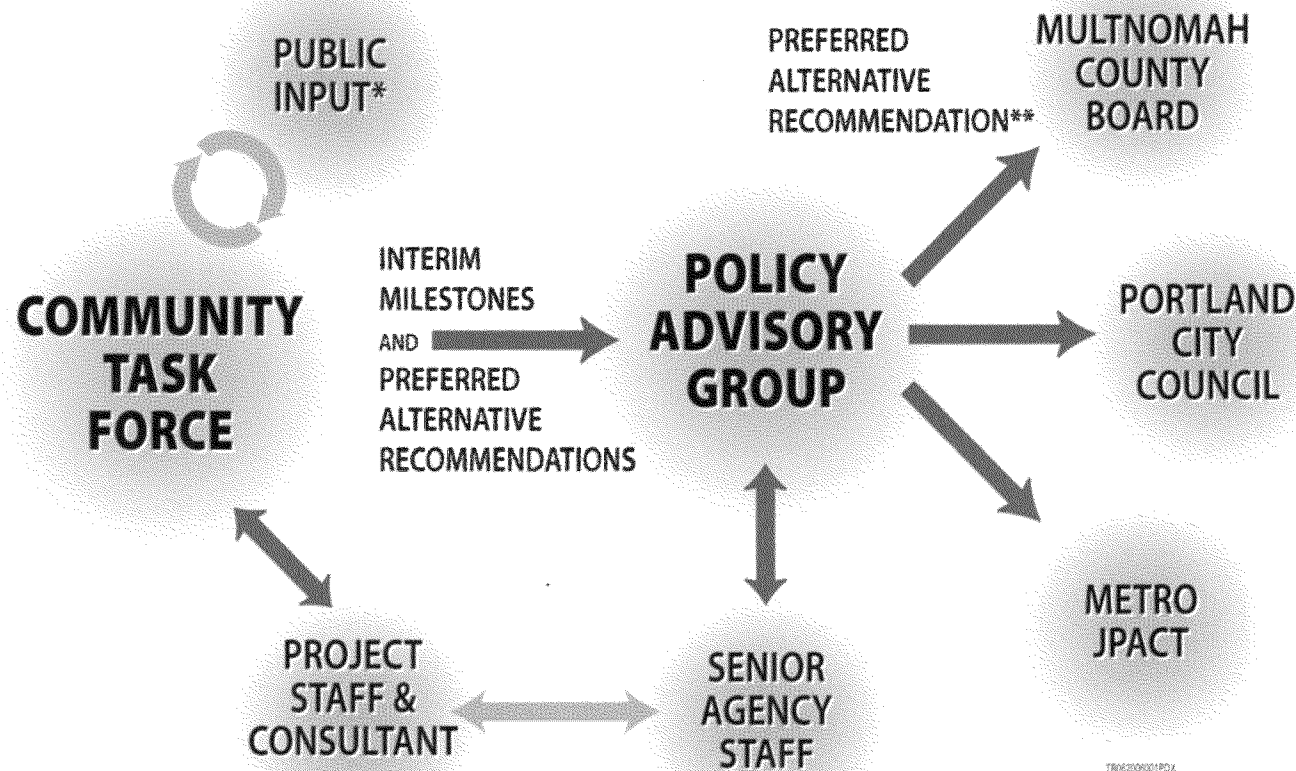 PUBLIC
INPUT*
PREFERRED
ALTERNATIVE
RECOMMENDATION**
MULTNOMAH
COUNTY
BOARD
COMMUNITY
TASK
FORCE
INTERIM
MILESTONES
AND
PREFERRED
ALTERNATIVE
RECOMMENDATIONS
POLICY
ADVISORY
GROUP
PORTLAND
CITY
COUNCIL
METRO
JPACT
PROJECT
STAFF &
CONSULTANT
SENIOR
AGENCY
STAFF